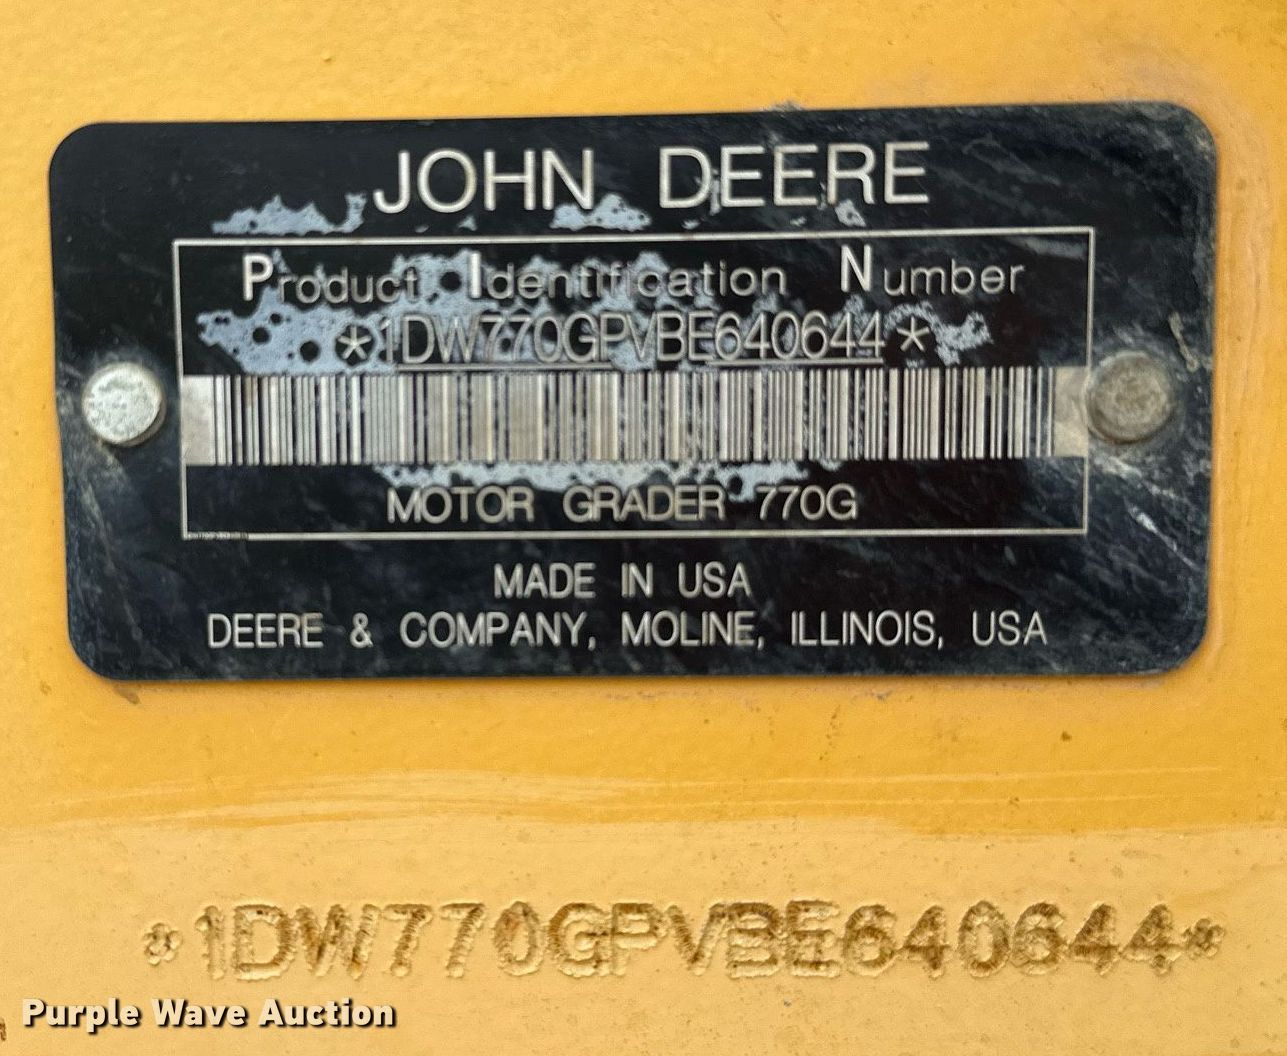 JOHN DEERE
Product Identification Number
*1DW770GPVBE640644*
MOTOR GRADER 770G
MADE IN USA
DEERE & COMPANY, MOLINE, ILLINOIS, USA
*1DW770GPVBE640644*
Purple Wave Auction